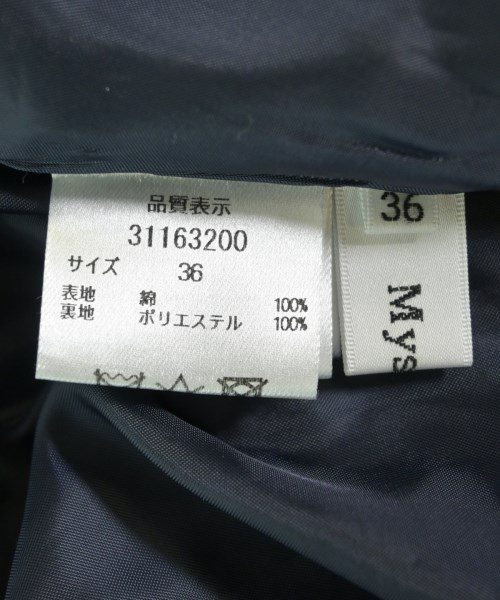 品質表示
31163200
サイズ 36
表地 綿 100%
裏地 ポリエステル 100%
36